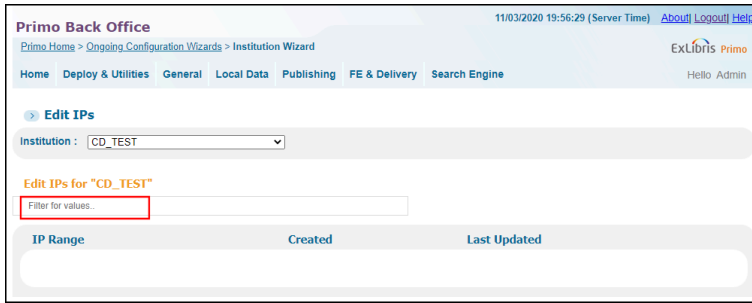 11/03/2020 19:56:29 (Server Time) About| Logout| Help
Primo Back Office
Primo Home > Ongoing Configuration Wizards > Institution Wizard
ExLibris Primo
Home Deploy & Utilities General Local Data Publishing FE & Delivery Search Engine
Hello Admin
Edit IPs
Institution : CD_TEST
Edit IPs for "CD_TEST"
Filter for values..
IP Range Created Last Updated